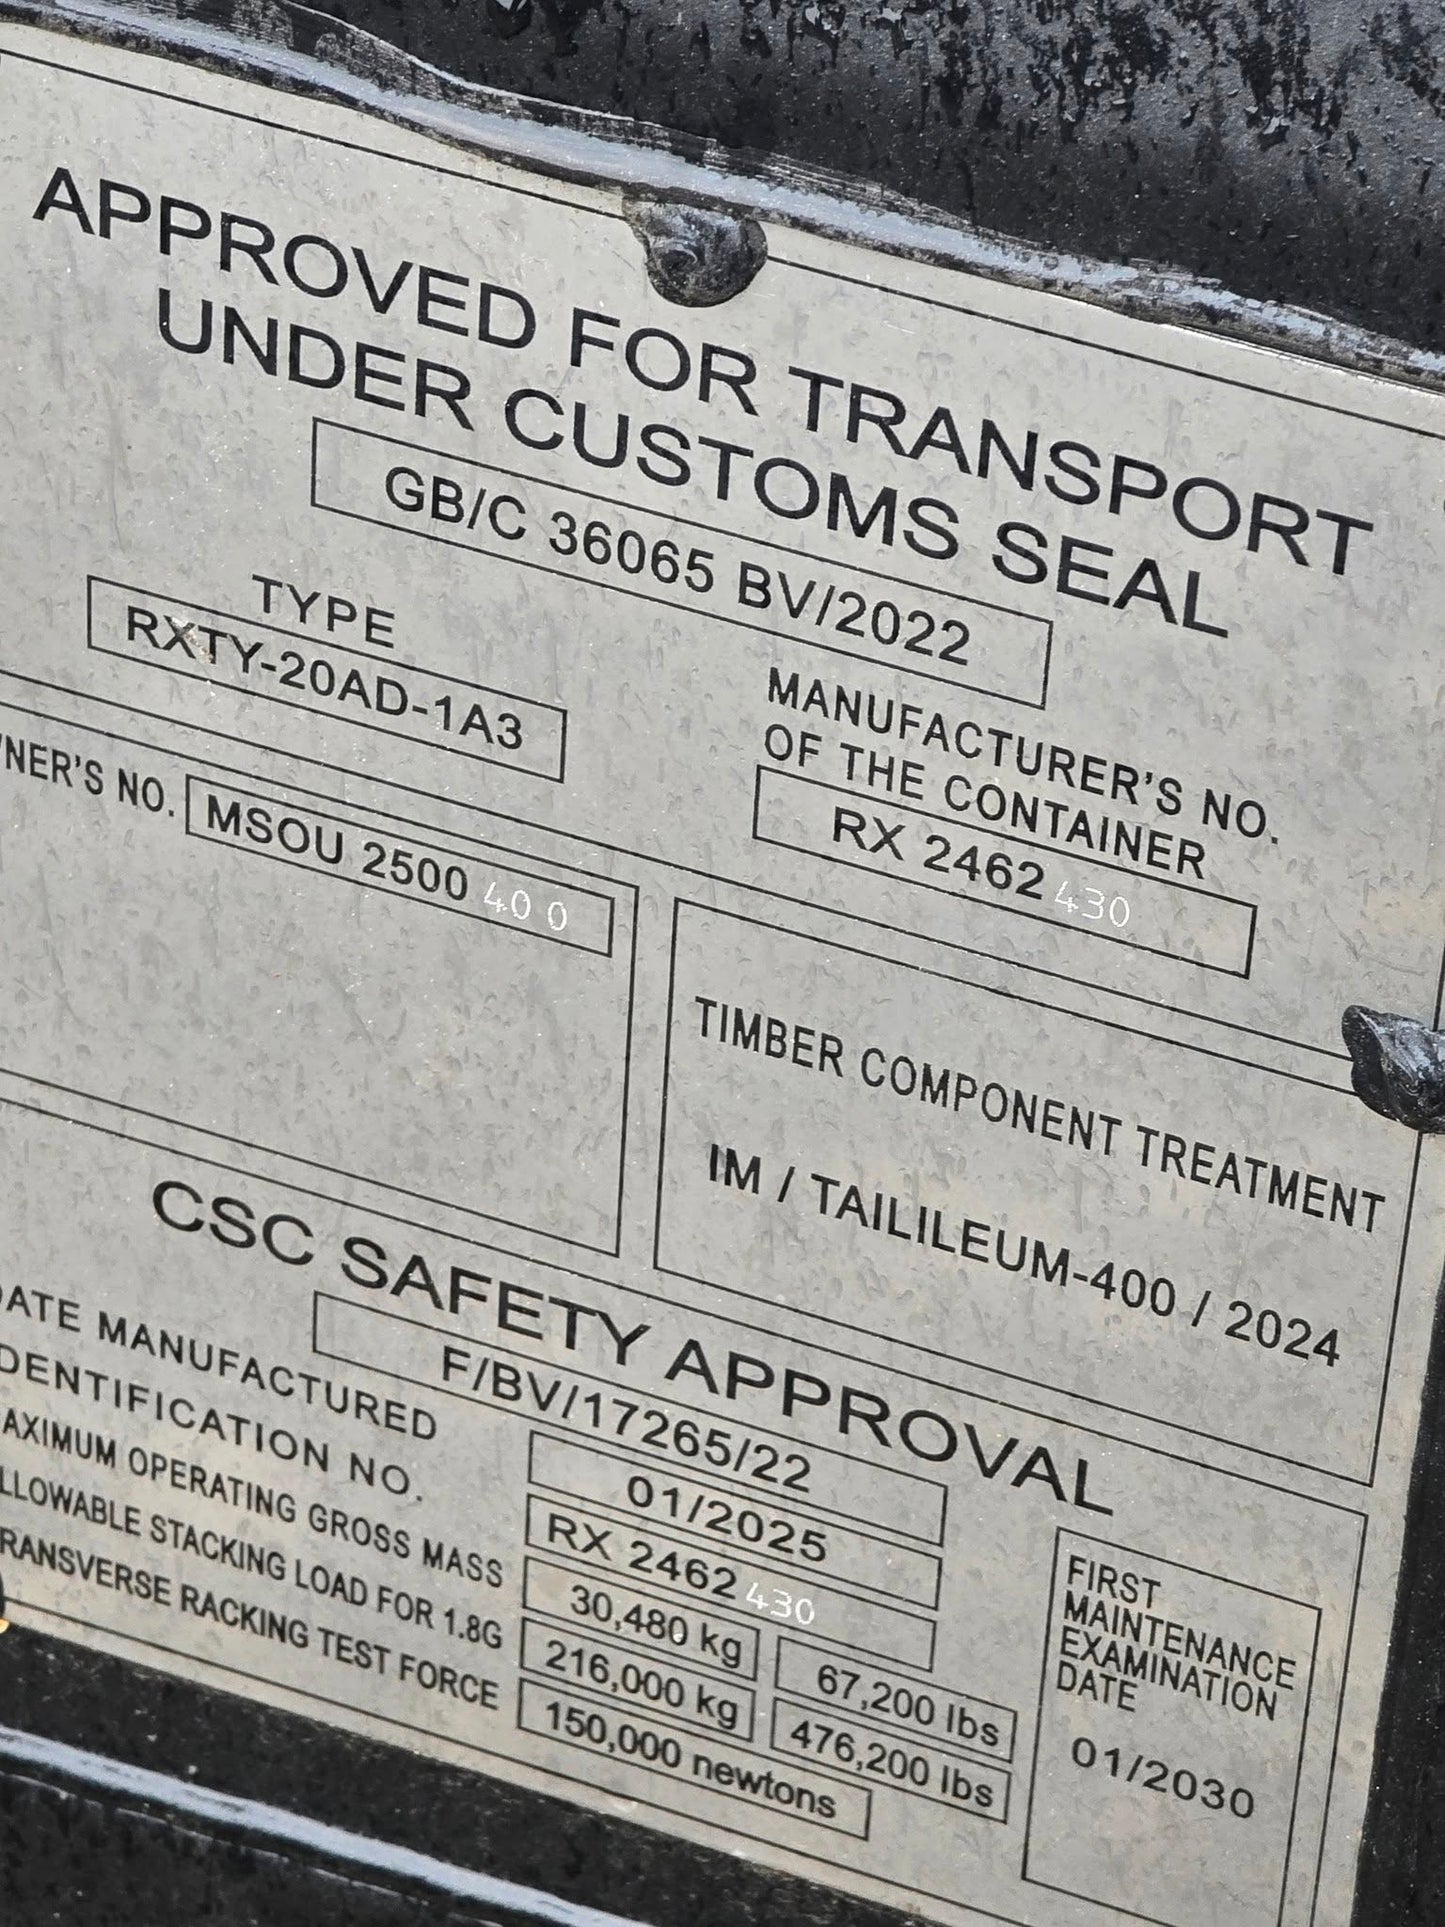 APPROVED FOR TRANSPORT
UNDER CUSTOMS SEAL
GB/C 36065 BV/2022
TYPE
RXTY-20AD-1A3
MANUFACTURER'S NO.
OF THE CONTAINER
RX 2462 430
WNER'S NO. MSOU 2500 40 0
TIMBER COMPONENT TREATMENT
IM / TAILILEUM-400 / 2024
CSC SAFETY APPROVAL
F/BV/17265/22
DATE MANUFACTURED 01/2025
DENTIFICATION NO. RX 2462 430
AXIMUM OPERATING GROSS MASS 30,480 kg 67,200 lbs
LLOWABLE STACKING LOAD FOR 1.8G 216,000 kg 476,200 lbs
RANSVERSE RACKING TEST FORCE 150,000 newtons
FIRST
MAINTENANCE
EXAMINATION
DATE
01/2030